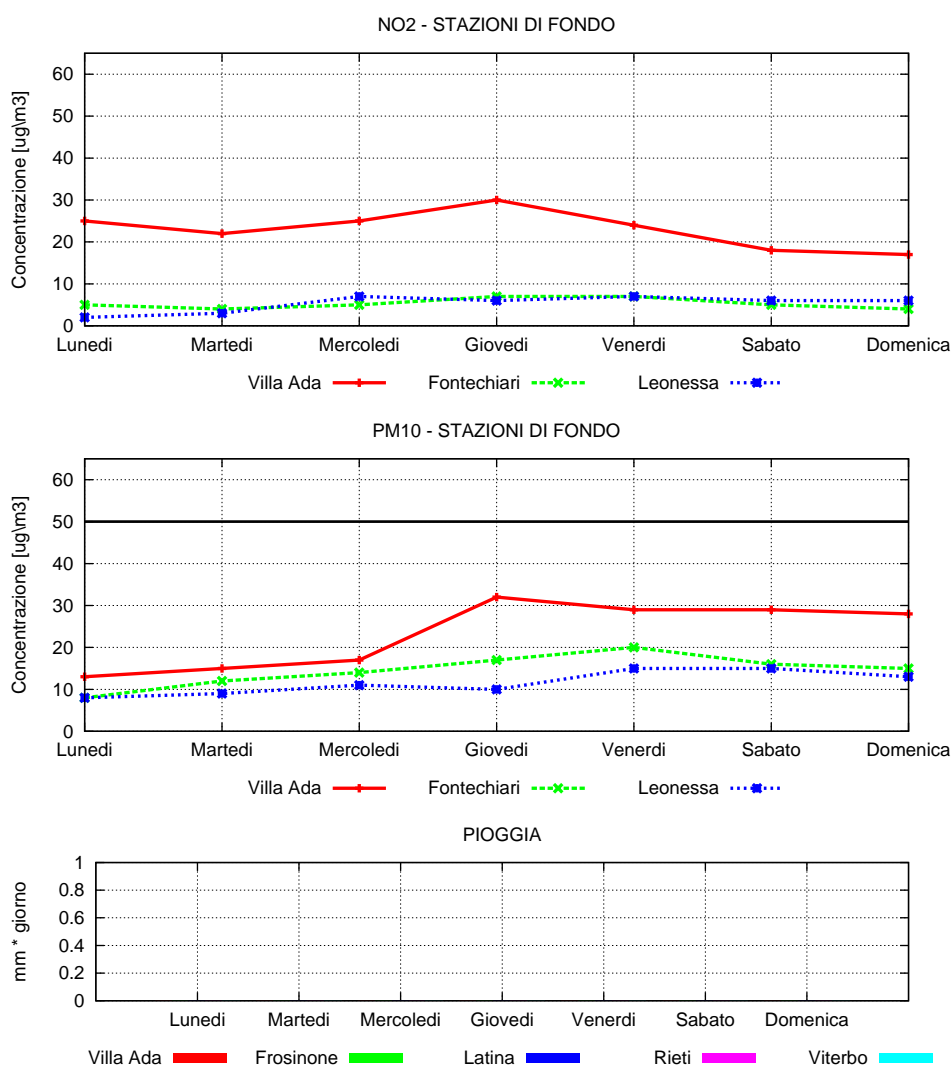 NO2 - STAZIONI DI FONDO
Concentrazione [ug\m3]
60
50
40
30
20
10
0
Lunedi Martedi Mercoledi Giovedi Venerdi Sabato Domenica
Villa Ada Fontechiari Leonessa
PM10 - STAZIONI DI FONDO
Concentrazione [ug\m3]
60
50
40
30
20
10
0
Lunedi Martedi Mercoledi Giovedi Venerdi Sabato Domenica
Villa Ada Fontechiari Leonessa
PIOGGIA
mm * giorno
1
0.8
0.6
0.4
0.2
0
Lunedi Martedi Mercoledi Giovedi Venerdi Sabato Domenica
Villa Ada Frosinone Latina Rieti Viterbo